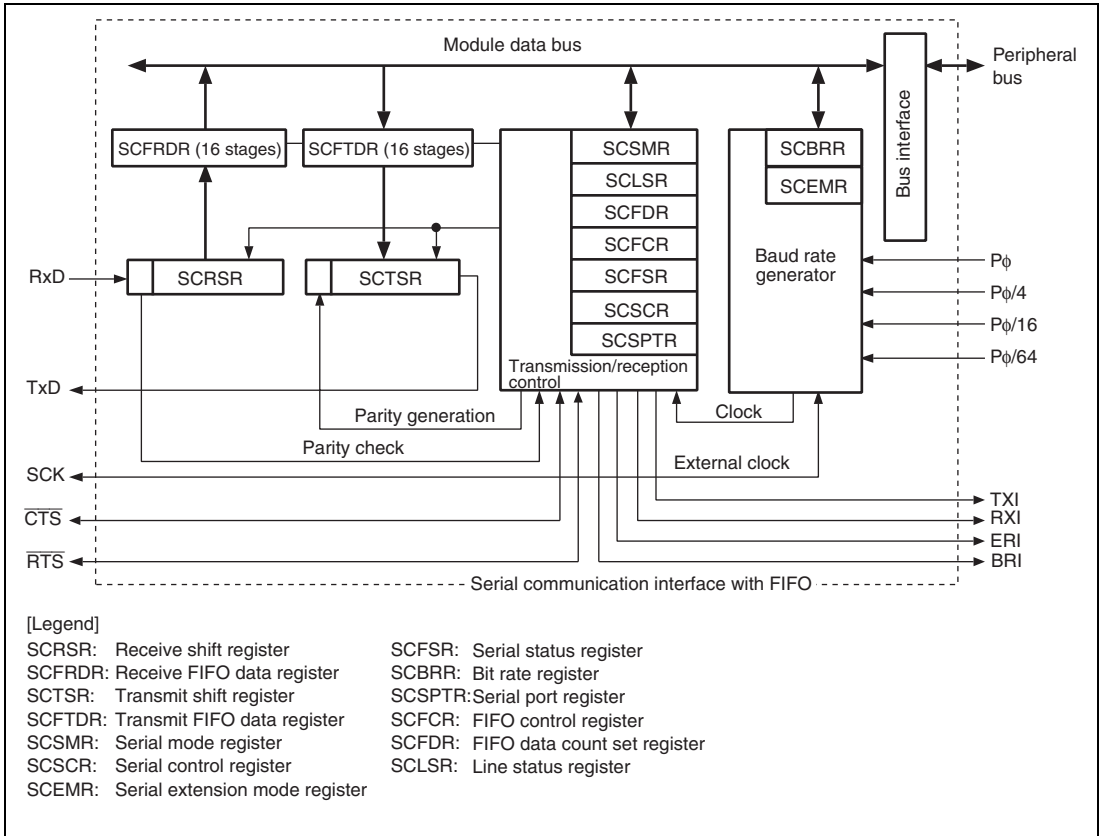 Module data bus
Peripheral
bus
Bus interface
SCFRDR (16 stages)
SCFTDR (16 stages)
SCSMR
SCLSR
SCFDR
SCFCR
SCFSR
SCSCR
SCSPTR
Transmission/reception
control
SCBRR
SCEMR
Baud rate
generator
RxD
SCRSR
SCTSR
Pϕ
Pϕ/4
Pϕ/16
Pϕ/64
TxD
Parity generation
Clock
Parity check
SCK
External clock
CTS
RTS
TXI
RXI
ERI
BRI
Serial communication interface with FIFO
[Legend]
SCRSR: Receive shift register
SCFRDR: Receive FIFO data register
SCTSR: Transmit shift register
SCFTDR: Transmit FIFO data register
SCSMR: Serial mode register
SCSCR: Serial control register
SCEMR: Serial extension mode register
SCFSR: Serial status register
SCBRR: Bit rate register
SCSPTR:Serial port register
SCFCR: FIFO control register
SCFDR: FIFO data count set register
SCLSR: Line status register